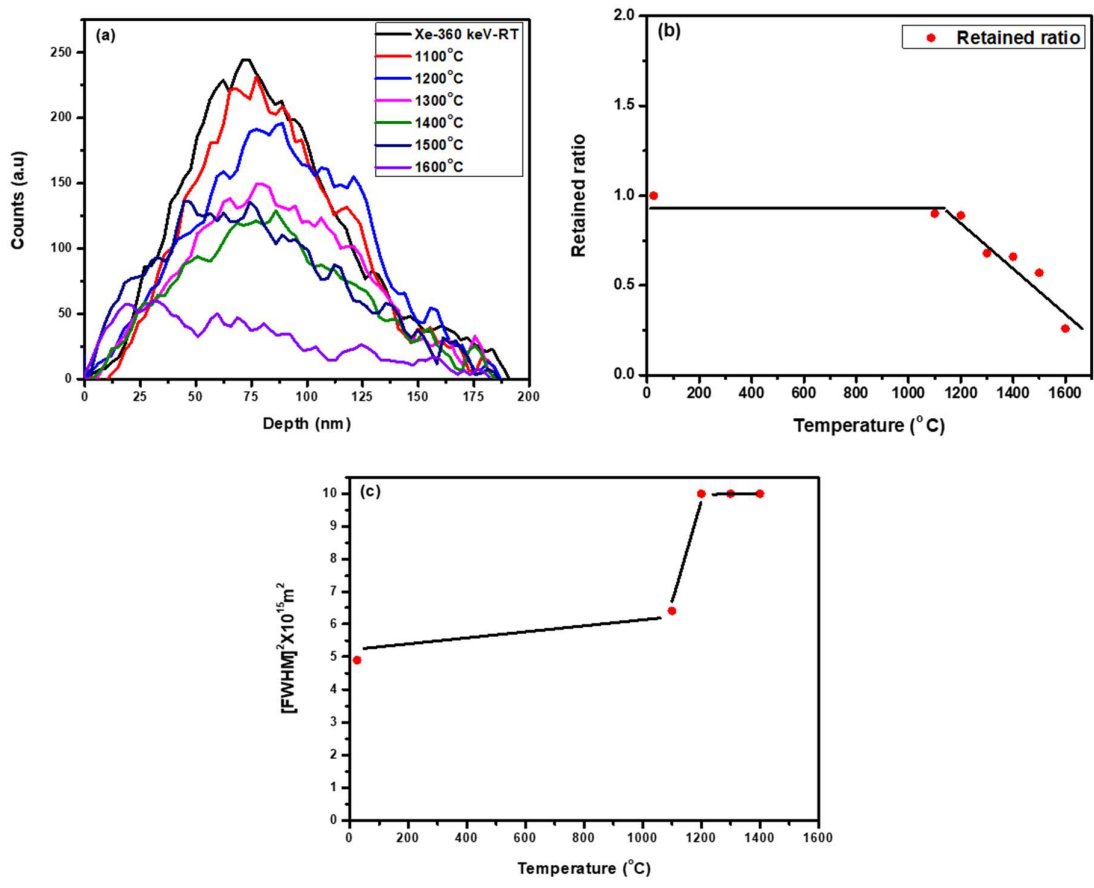 (a)
Xe-360 keV-RT
1100°C
1200°C
1300°C
1400°C
1500°C
1600°C
250
200
150
100
50
0
Counts (a.u)
0 25 50 75 100 125 150 175 200
Depth (nm)
(b)
Retained ratio
2.0
1.5
1.0
0.5
0.0
Retained ratio
0 200 400 600 800 1000 1200 1400 1600
Temperature (°C)
(c)
10
9
8
7
6
5
4
3
2
1
0
[FWHM]²X10¹⁵m²
0 200 400 600 800 1000 1200 1400 1600
Temperature (°C)